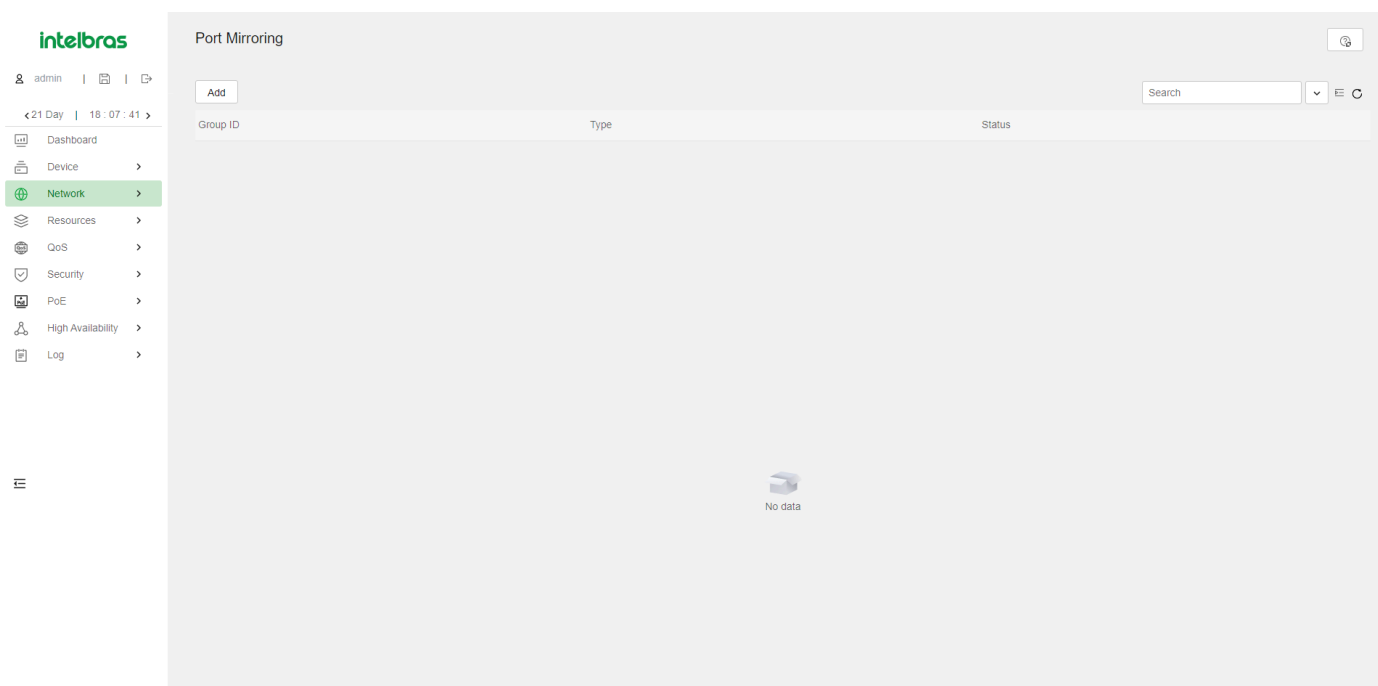 intelbras
admin | |
21 Day | 18 : 07 : 41
Dashboard
Device
Network
Resources
QoS
Security
PoE
High Availability
Log
Port Mirroring
Add
Search
Group ID Type Status
No data